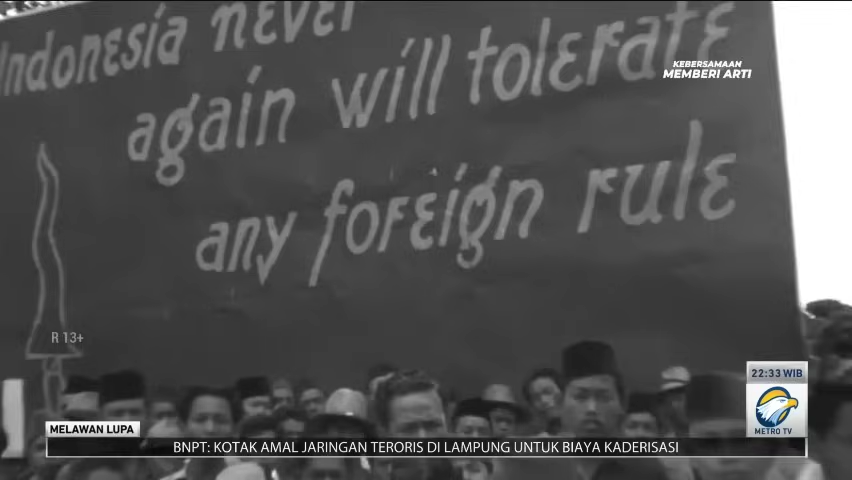 Indonesia never
again will tolerate
any foreign rule
KEBERSAMAAN
MEMBERI ARTI
R 13+
22:33 WIB
METRO TV
MELAWAN LUPA
BNPT: KOTAK AMAL JARINGAN TERORIS DI LAMPUNG UNTUK BIAYA KADERISASI